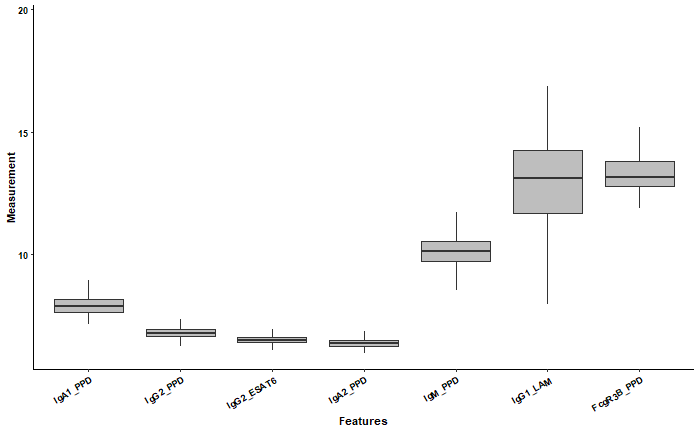 20
15
10
Measurement
IgA1_PPD
IgG2_PPD
IgG2_ESAT6
IgA2_PPD
IgM_PPD
IgG1_LAM
FcgR3B_PPD
Features